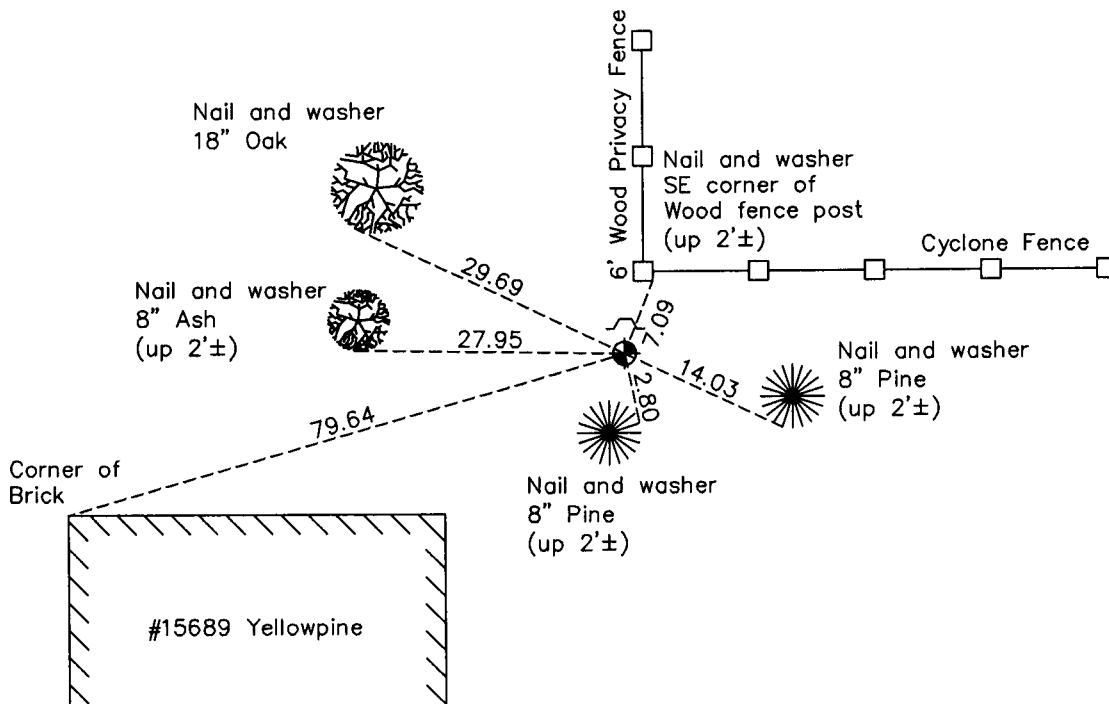 Nail and washer
18" Oak
6' Wood Privacy Fence
Nail and washer
SE corner of
Wood fence post
(up 2'±)
Cyclone Fence
29.69
Nail and washer
8" Ash
(up 2'±)
27.95
7.09
14.03
Nail and washer
8" Pine
(up 2'±)
2.80
79.64
Corner of
Brick
Nail and washer
8" Pine
(up 2'±)
#15689 Yellowpine